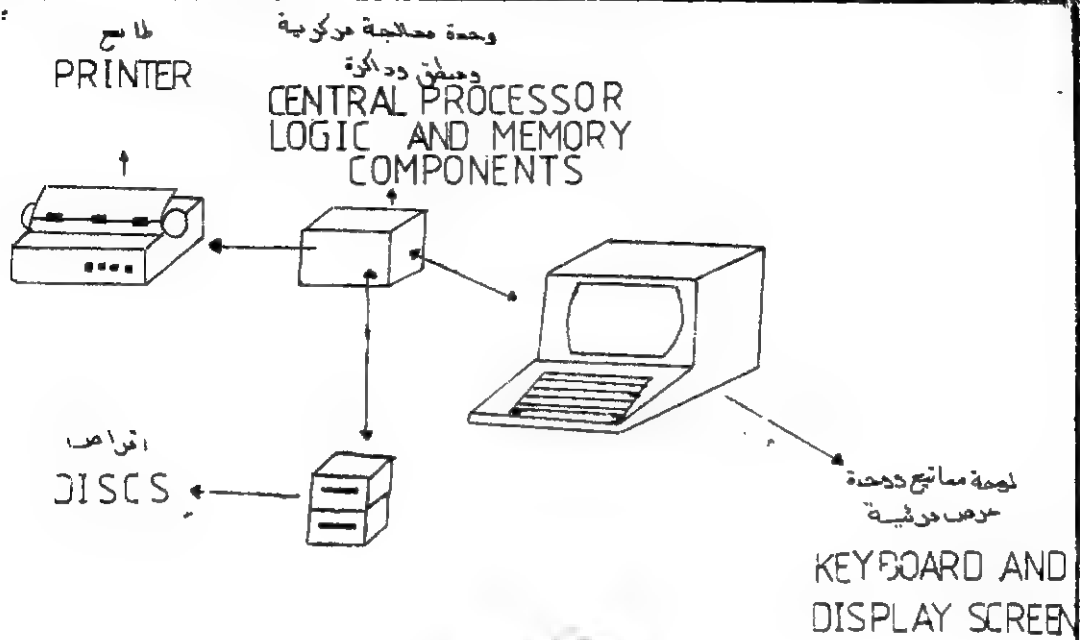 طابع
PRINTER
وحدة معالجة مركزية
ومنطق وذاكرة
CENTRAL PROCESSOR
LOGIC AND MEMORY
COMPONENTS
اقراص
DISCS
لوحة مفاتيح ووحدة
عرض مرئية
KEYBOARD AND
DISPLAY SCREEN